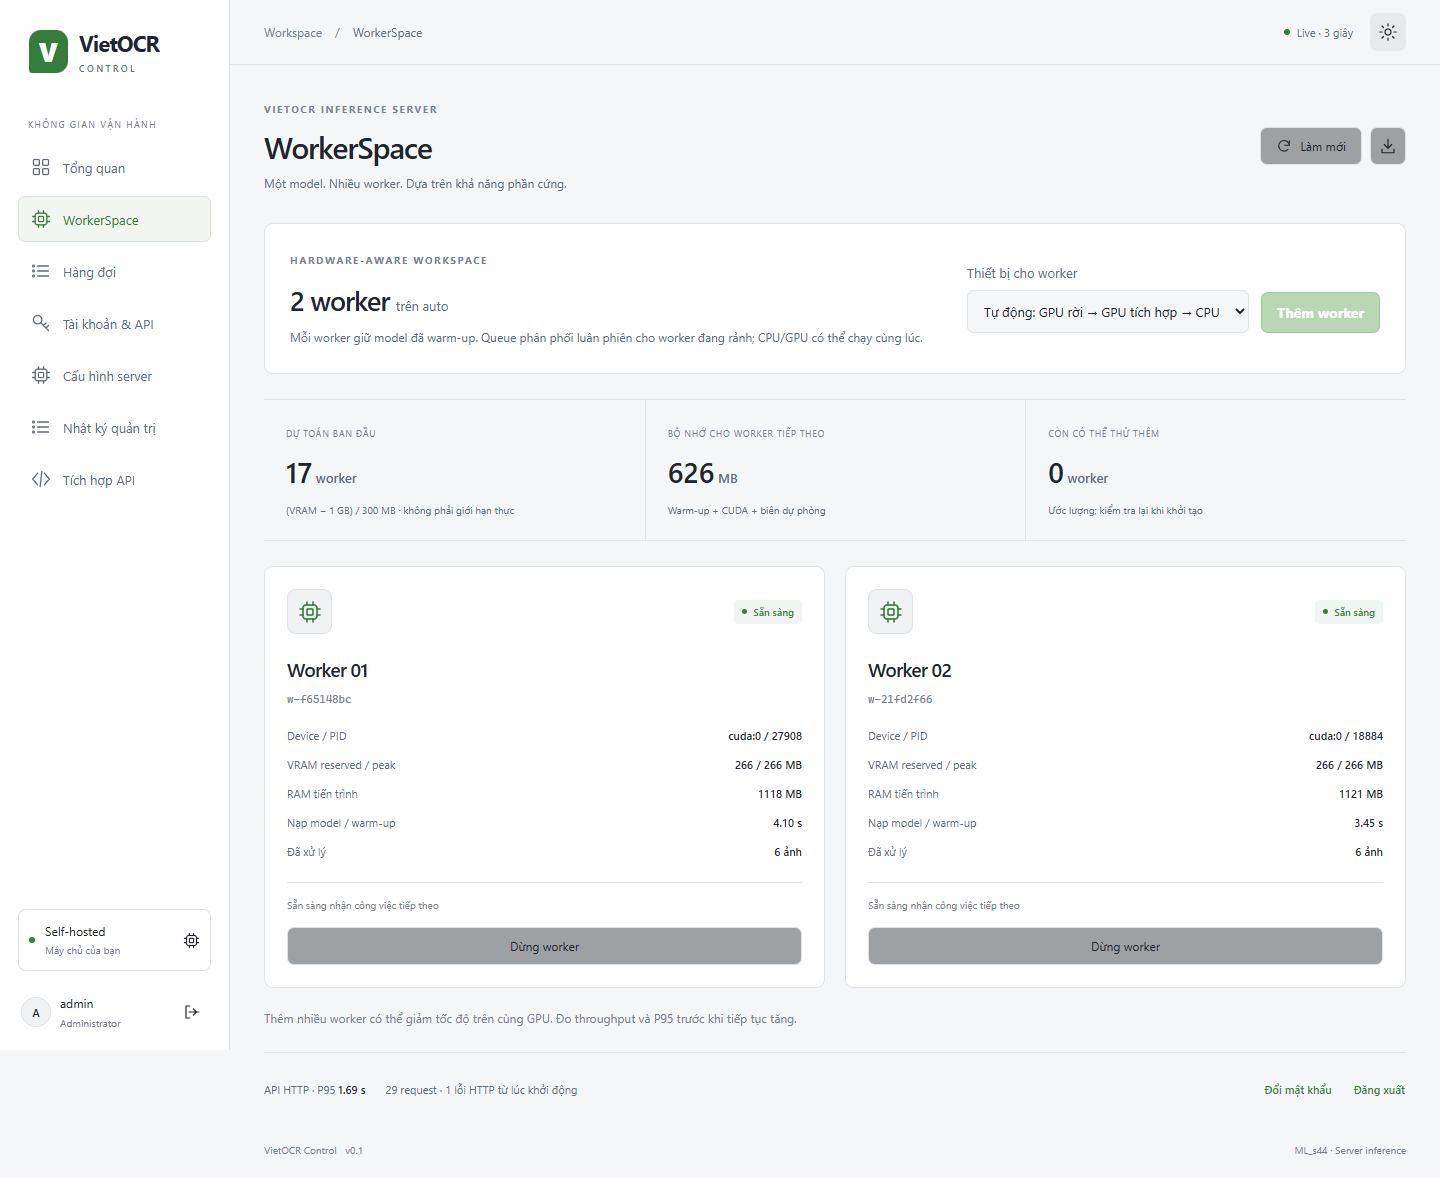 V
VietOCR
CONTROL
KHÔNG GIAN VẬN HÀNH
Tổng quan
WorkerSpace
Hàng đợi
Tài khoản & API
Cấu hình server
Nhật ký quản trị
Tích hợp API
Self-hosted
Máy chủ của bạn
A
admin
Administrator
Workspace / WorkerSpace
Live · 3 giây
VIETOCR INFERENCE SERVER
WorkerSpace
Làm mới
Một model. Nhiều worker. Dựa trên khả năng phần cứng.
HARDWARE-AWARE WORKSPACE
2 worker trên auto
Mỗi worker giữ model đã warm-up. Queue phân phối luân phiên cho worker đang rảnh; CPU/GPU có thể chạy cùng lúc.
Thiết bị cho worker
Tự động: GPU rời → GPU tích hợp → CPU
Thêm worker
DỰ TOÁN BAN ĐẦU
17 worker
(VRAM − 1 GB) / 300 MB · không phải giới hạn thực
BỘ NHỚ CHO WORKER TIẾP THEO
626 MB
Warm-up + CUDA + biên dự phòng
CÒN CÓ THỂ THỬ THÊM
0 worker
Ước lượng; kiểm tra lại khi khởi tạo
Sẵn sàng
Worker 01
w-f65148bc
Device / PID cuda:0 / 27908
VRAM reserved / peak 266 / 266 MB
RAM tiến trình 1118 MB
Nạp model / warm-up 4.10 s
Đã xử lý 6 ảnh
Sẵn sàng nhận công việc tiếp theo
Dừng worker
Sẵn sàng
Worker 02
w-21fd2f66
Device / PID cuda:0 / 18884
VRAM reserved / peak 266 / 266 MB
RAM tiến trình 1121 MB
Nạp model / warm-up 3.45 s
Đã xử lý 6 ảnh
Sẵn sàng nhận công việc tiếp theo
Dừng worker
Thêm nhiều worker có thể giảm tốc độ trên cùng GPU. Đo throughput và P95 trước khi tiếp tục tăng.
API HTTP · P95 1.69 s 29 request · 1 lỗi HTTP từ lúc khởi động
Đổi mật khẩu Đăng xuất
VietOCR Control v0.1
ML_s44 · Server inference